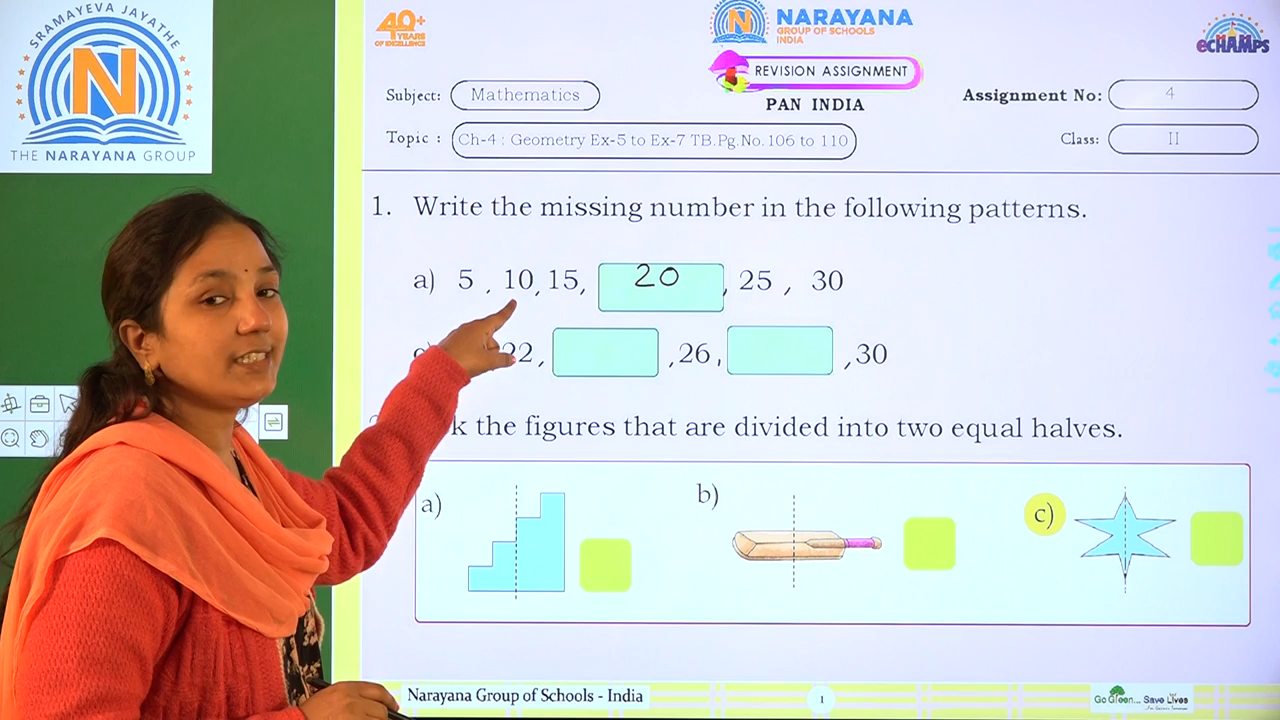 SRAMAYEVA JAYATHE
N
THE NARAYANA GROUP
40+
YEARS
OF EXCELLENCE
N
NARAYANA
GROUP OF SCHOOLS
INDIA
eCHAMPS
REVISION ASSIGNMENT
PAN INDIA
Subject: Mathematics
Assignment No: 4
Topic : Ch-4 : Geometry Ex-5 to Ex-7 TB.Pg.No.106 to 110
Class: II
1. Write the missing number in the following patterns.
a) 5 , 10, 15, 20 , 25 , 30
22, , 26, , 30
the figures that are divided into two equal halves.
a)
b)
c)
Narayana Group of Schools - India
1
Go Green... Save Lives